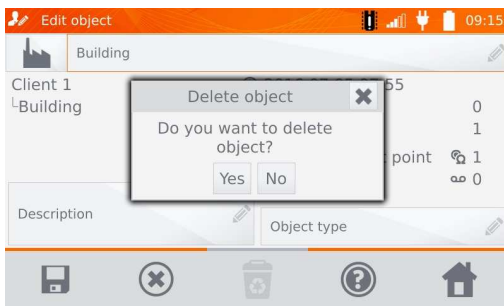 Edit object
09:15
Building
Client 1
Building
55
0
1
point 1
0
Delete object
Do you want to delete
object?
Yes No
Description
Object type